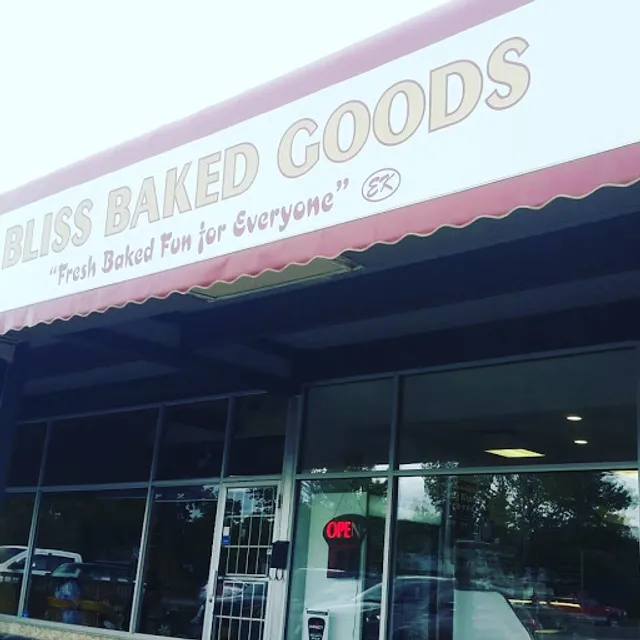 BLISS BAKED GOODS
"Fresh Baked Fun for Everyone" EK
OPEN